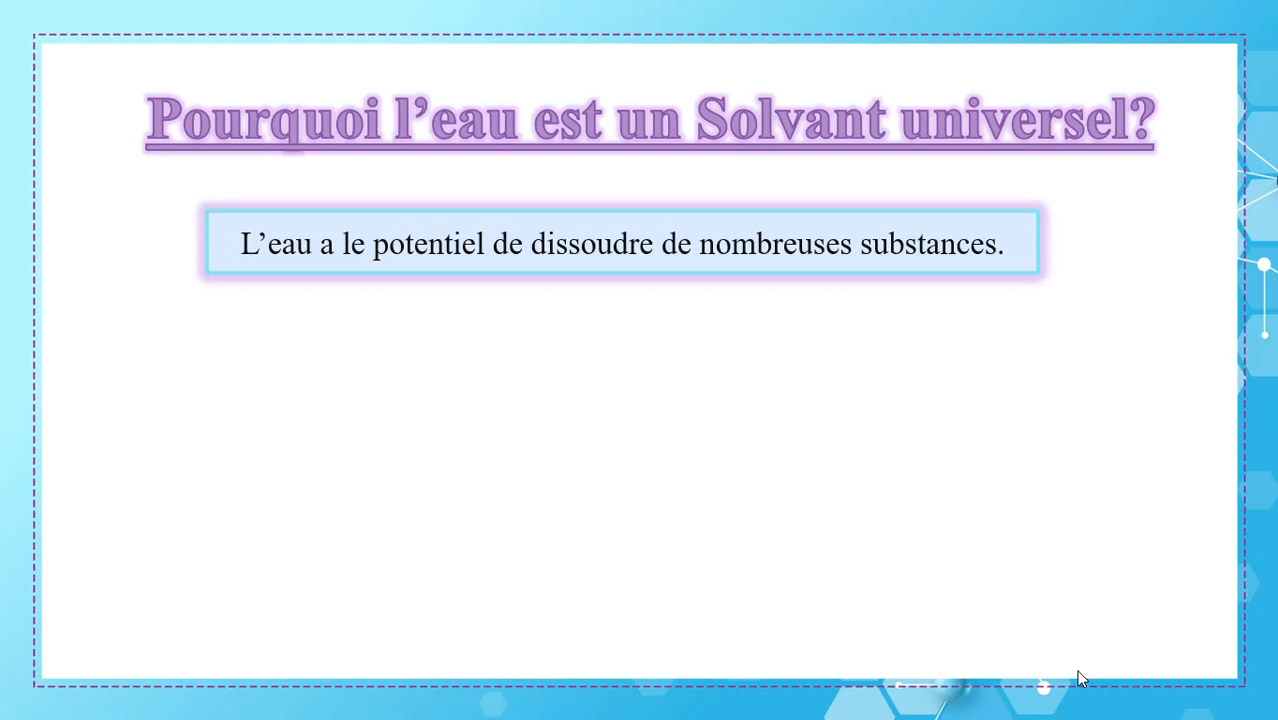 Pourquoi l’eau est un Solvant universel?
L’eau a le potentiel de dissoudre de nombreuses substances.